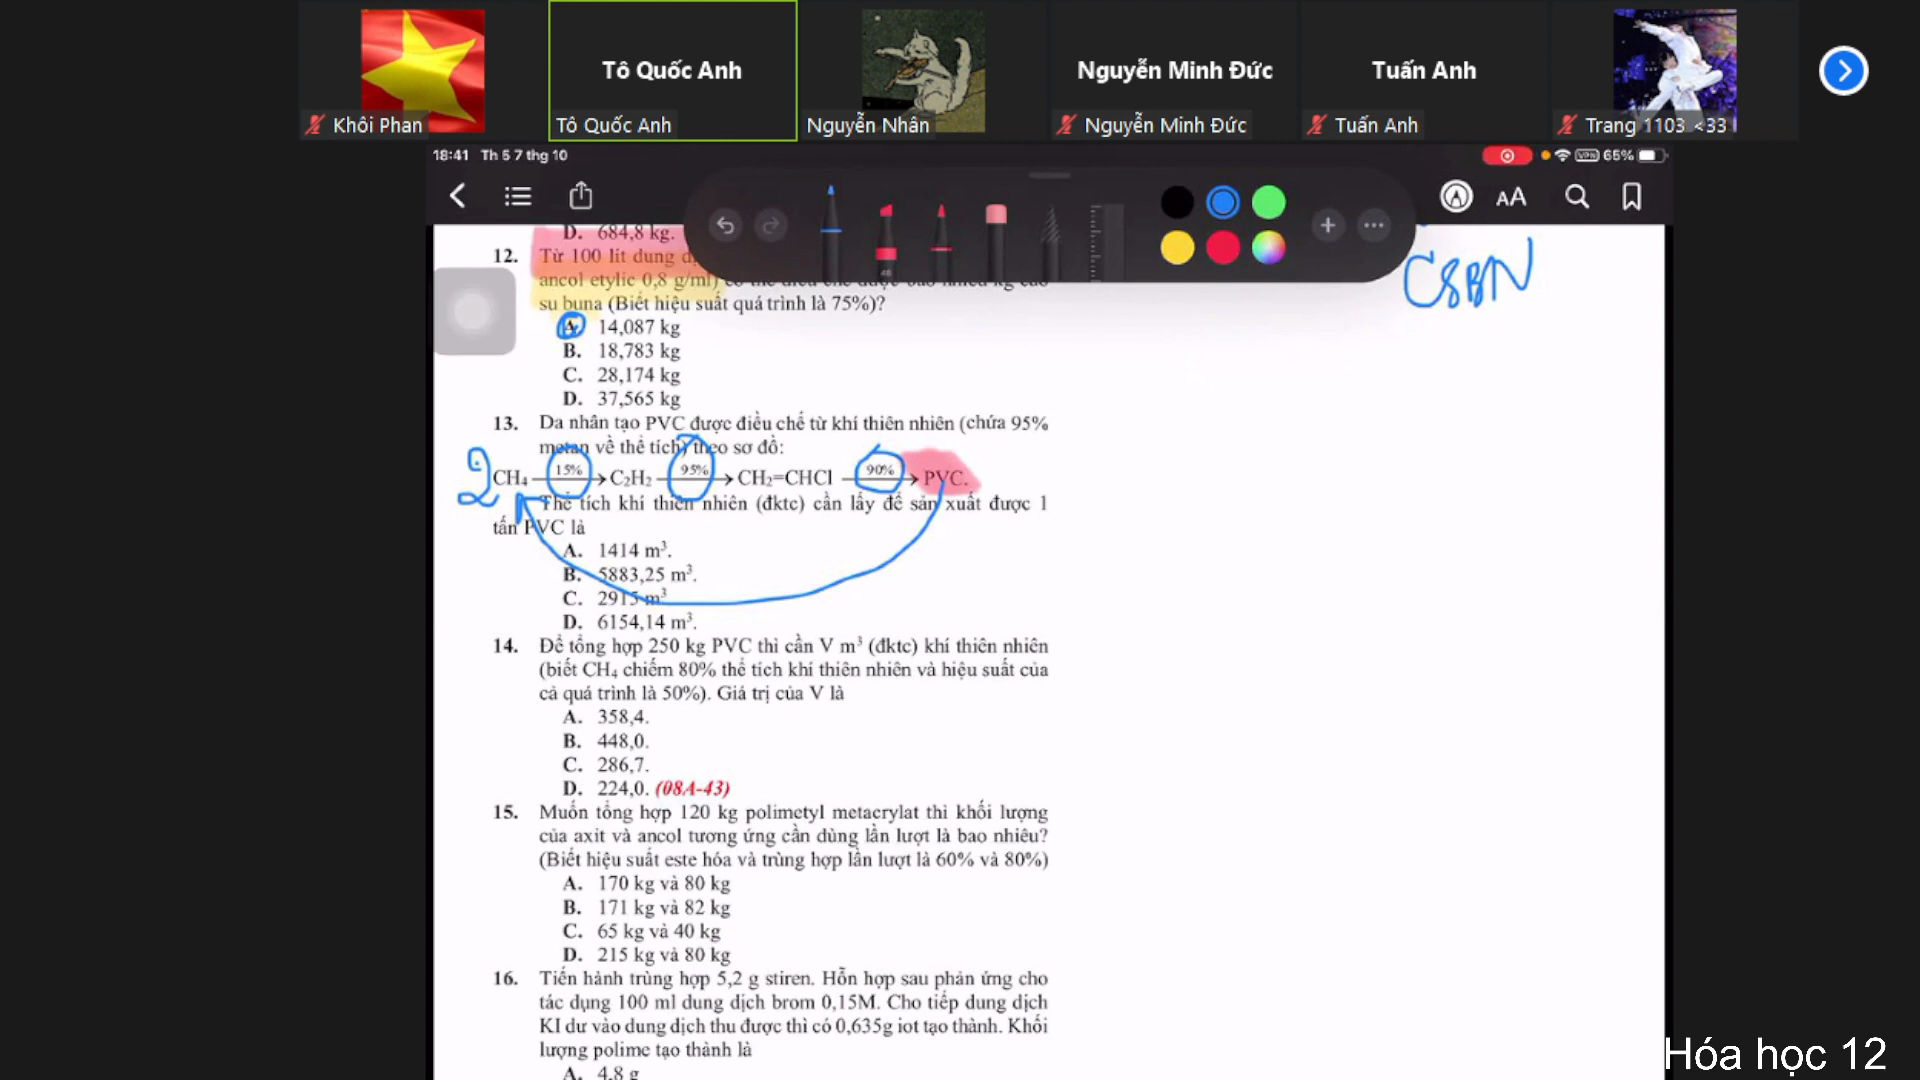 Tô Quốc Anh
Nguyễn Minh Đức
Tuấn Anh
Khôi Phan
Tô Quốc Anh
Nguyễn Nhân
Nguyễn Minh Đức
Tuấn Anh
Trang 1103 <33
18:41 Th 5 7 thg 10
VPN 65%
AA
D. 684,8 kg.
12. Từ 100 lít dung
ancol etylic 0,8 g/ml)
su buna (Biết hiệu suất quá trình là 75%)?
A. 14,087 kg
B. 18,783 kg
C. 28,174 kg
D. 37,565 kg
CSBN
13. Da nhân tạo PVC được điều chế từ khí thiên nhiên (chứa 95%
metan về thể tích) theo sơ đồ:
2 CH₄ —15%→ C₂H₂ —95%→ CH₂=CHCl —90%→ PVC.
Thể tích khí thiên nhiên (đktc) cần lấy để sản xuất được 1
tấn PVC là
A. 1414 m³.
B. 5883,25 m³.
C. 2915 m³
D. 6154,14 m³.
14. Để tổng hợp 250 kg PVC thì cần V m³ (đktc) khí thiên nhiên
(biết CH₄ chiếm 80% thể tích khí thiên nhiên và hiệu suất của
cả quá trình là 50%). Giá trị của V là
A. 358,4.
B. 448,0.
C. 286,7.
D. 224,0. (08A-43)
15. Muốn tổng hợp 120 kg polimetyl metacrylat thì khối lượng
của axit và ancol tương ứng cần dùng lần lượt là bao nhiêu?
(Biết hiệu suất este hóa và trùng hợp lần lượt là 60% và 80%)
A. 170 kg và 80 kg
B. 171 kg và 82 kg
C. 65 kg và 40 kg
D. 215 kg và 80 kg
16. Tiến hành trùng hợp 5,2 g stiren. Hỗn hợp sau phản ứng cho
tác dụng 100 ml dung dịch brom 0,15M. Cho tiếp dung dịch
KI dư vào dung dịch thu được thì có 0,635g iot tạo thành. Khối
lượng polime tạo thành là
A. 4,8 g
Hóa học 12